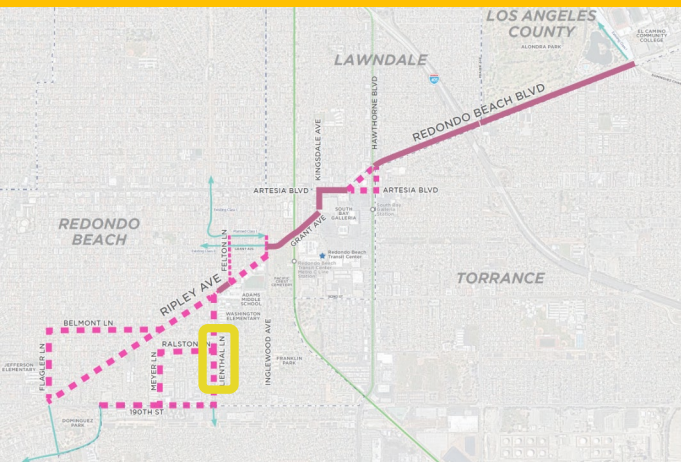 LOS ANGELES
COUNTY
ALONDRA PARK
EL CAMINO
COMMUNITY
COLLEGE
LAWNDALE
REDONDO BEACH BLVD
HAWTHORNE BLVD
KINGSDALE AVE
ARTESIA BLVD
ARTESIA BLVD
SOUTH
BAY
GALLERIA
GRANT AVE
REDONDO
BEACH
FELTON LN
Redondo Beach
Transit Center
TORRANCE
RIPLEY AVE
ADAMS
MIDDLE
SCHOOL
WASHINGTON
ELEMENTARY
INGLEWOOD AVE
BELMONT LN
RALSTON
LIENTHALL LN
FRANKLIN
PARK
JEFFERSON
ELEMENTARY
FLAGLER LN
MEYER LN
190TH ST
DOMINGUEZ
PARK